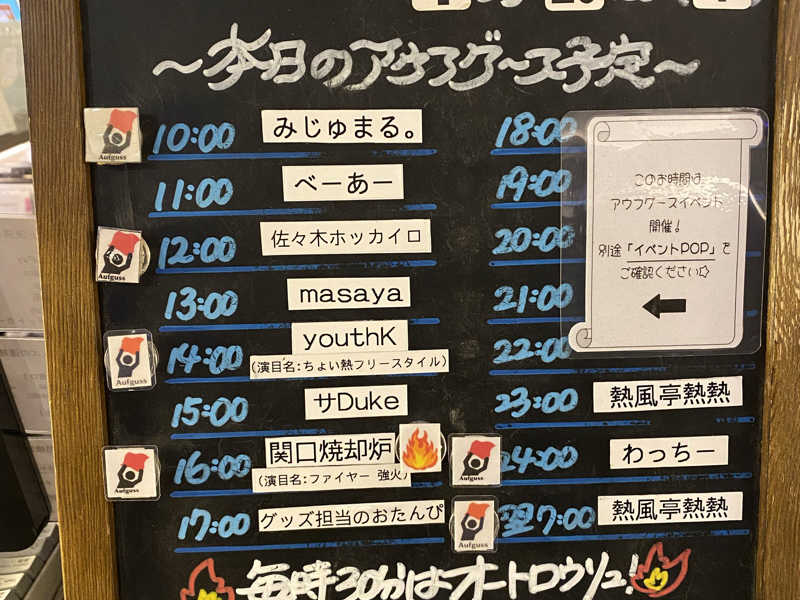 ～本日のアウフグース予定～
10:00 みじゅまる。
Aufguss
11:00 べーあー
12:00 佐々木ホッカイロ
Aufguss
13:00 masaya
14:00 youthK
(演目名:ちょい熱フリースタイル)
Aufguss
15:00 サDuke
16:00 関口焼却炉
(演目名:ファイヤー 強火)
Aufguss
17:00 グッズ担当のおたんぴ
18:00
19:00
20:00
21:00
22:00
このお時間は
アウフグースイベント
開催!
別途「イベントPOP」で
ご確認ください
23:00 熱風亭熱熱
24:00 わっちー
Aufguss
翌7:00 熱風亭熱熱
Aufguss
毎時30分はオートロウリュ!